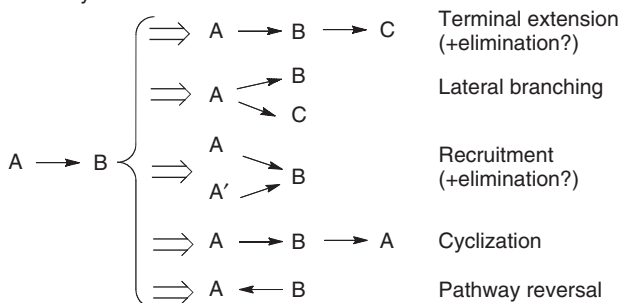 A → B → C Terminal extension
(+elimination?)
A → B Lateral branching
C
A → B
A Recruitment
B (+elimination?)
A′
A → B → A Cyclization
A ← B Pathway reversal